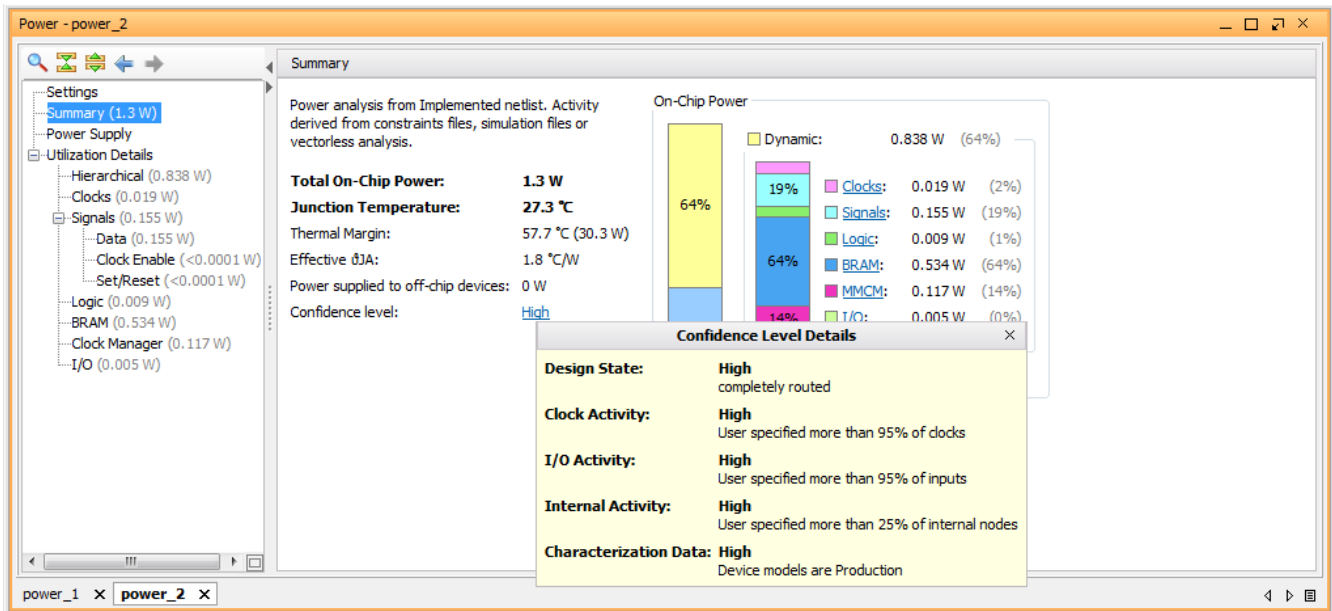 Power - power_2
Summary
Settings
Summary (1.3 W)
Power Supply
Utilization Details
Hierarchical (0.838 W)
Clocks (0.019 W)
Signals (0.155 W)
Data (0.155 W)
Clock Enable (<0.0001 W)
Set/Reset (<0.0001 W)
Logic (0.009 W)
BRAM (0.534 W)
Clock Manager (0.117 W)
I/O (0.005 W)
Power analysis from Implemented netlist. Activity
derived from constraints files, simulation files or
vectorless analysis.
Total On-Chip Power: 1.3 W
Junction Temperature: 27.3 °C
Thermal Margin: 57.7 °C (30.3 W)
Effective ϑJA: 1.8 °C/W
Power supplied to off-chip devices: 0 W
Confidence level: High
On-Chip Power
64%
Dynamic: 0.838 W (64%)
19%
64%
14%
Clocks: 0.019 W (2%)
Signals: 0.155 W (19%)
Logic: 0.009 W (1%)
BRAM: 0.534 W (64%)
MMCM: 0.117 W (14%)
I/O: 0.005 W (0%)
Confidence Level Details
Design State: High
completely routed
Clock Activity: High
User specified more than 95% of clocks
I/O Activity: High
User specified more than 95% of inputs
Internal Activity: High
User specified more than 25% of internal nodes
Characterization Data: High
Device models are Production
power_1
power_2